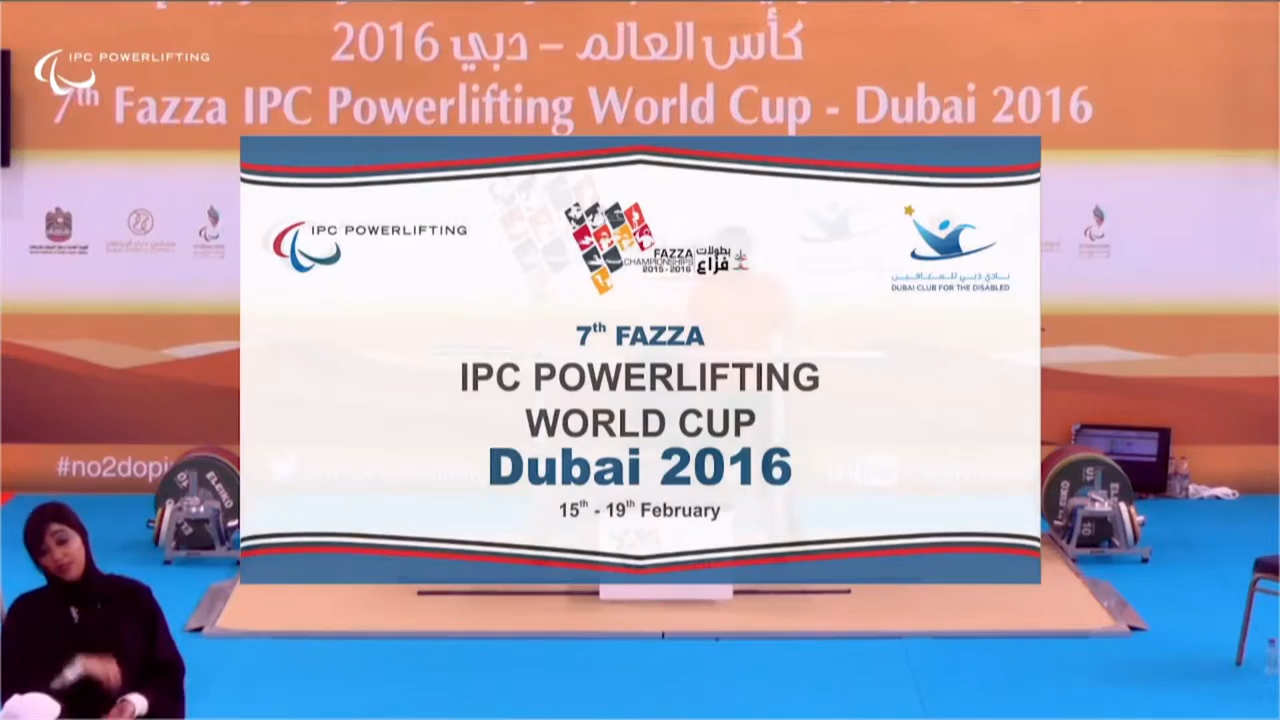 كأس العالم – دبي 2016
IPC POWERLIFTING
7th Fazza IPC Powerlifting World Cup - Dubai 2016
IPC POWERLIFTING
FAZZA
CHAMPIONSHIPS
2015 - 2016
بطولات
فزاع
نادي دبي للمعاقين
DUBAI CLUB FOR THE DISABLED
7th FAZZA
IPC POWERLIFTING
WORLD CUP
Dubai 2016
15th - 19th February
#no2dopi
ELEIKO
ELEIKO
10